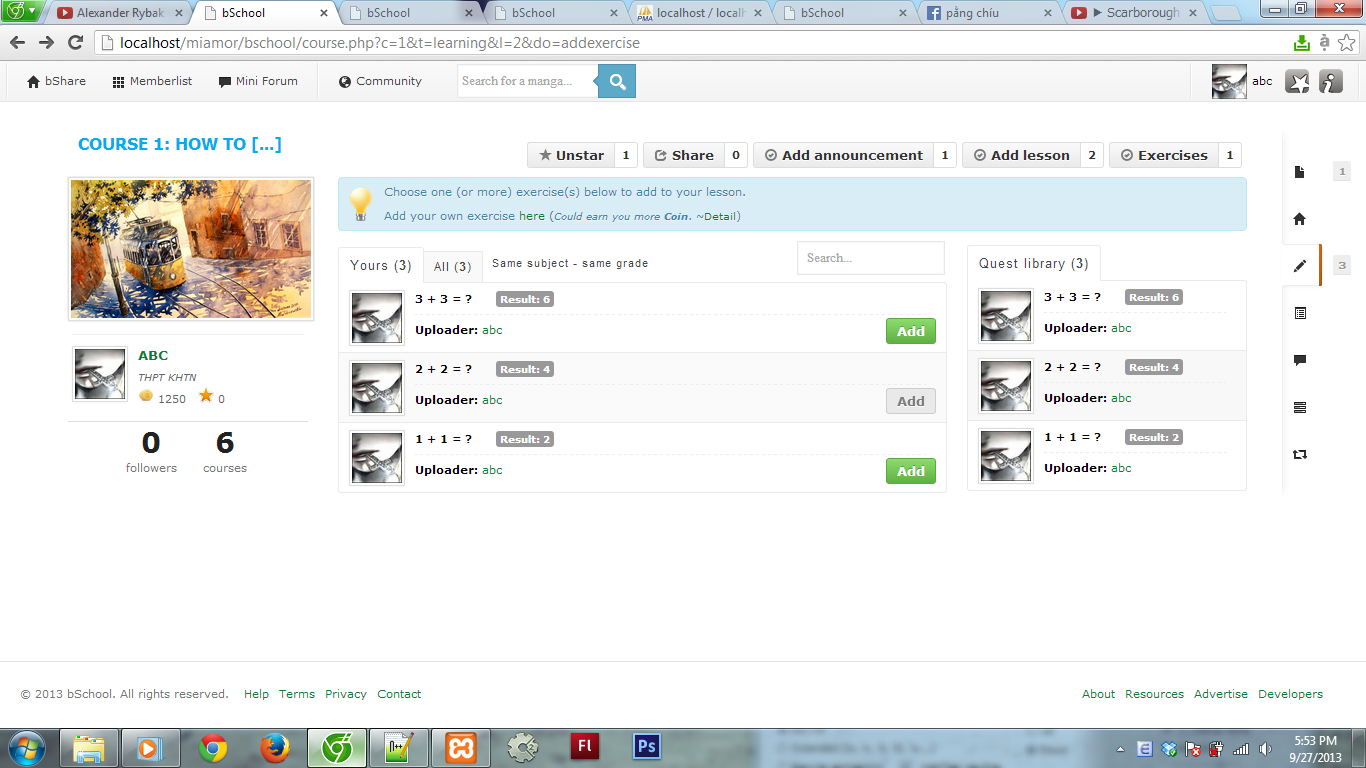 Alexander Rybak
bSchool
bSchool
bSchool
localhost / localh
bSchool
pằng chíu
► Scarborough
localhost/miamor/bschool/course.php?c=1&t=learning&l=2&do=addexercise
bShare Memberlist Mini Forum Community Search for a manga... abc
COURSE 1: HOW TO [...]
Unstar 1 Share 0 Add announcement 1 Add lesson 2 Exercises 1
Choose one (or more) exercise(s) below to add to your lesson.
Add your own exercise here (Could earn you more Coin. ~Detail)
ABC
THPT KHTN
1250 0
0 6
followers courses
Yours (3) All (3) Same subject - same grade Search...
3 + 3 = ? Result: 6
Uploader: abc Add
2 + 2 = ? Result: 4
Uploader: abc Add
1 + 1 = ? Result: 2
Uploader: abc Add
Quest library (3)
3 + 3 = ? Result: 6
Uploader: abc
2 + 2 = ? Result: 4
Uploader: abc
1 + 1 = ? Result: 2
Uploader: abc
1
3
© 2013 bSchool. All rights reserved. Help Terms Privacy Contact
About Resources Advertise Developers
Fl
Ps
5:53 PM
9/27/2013